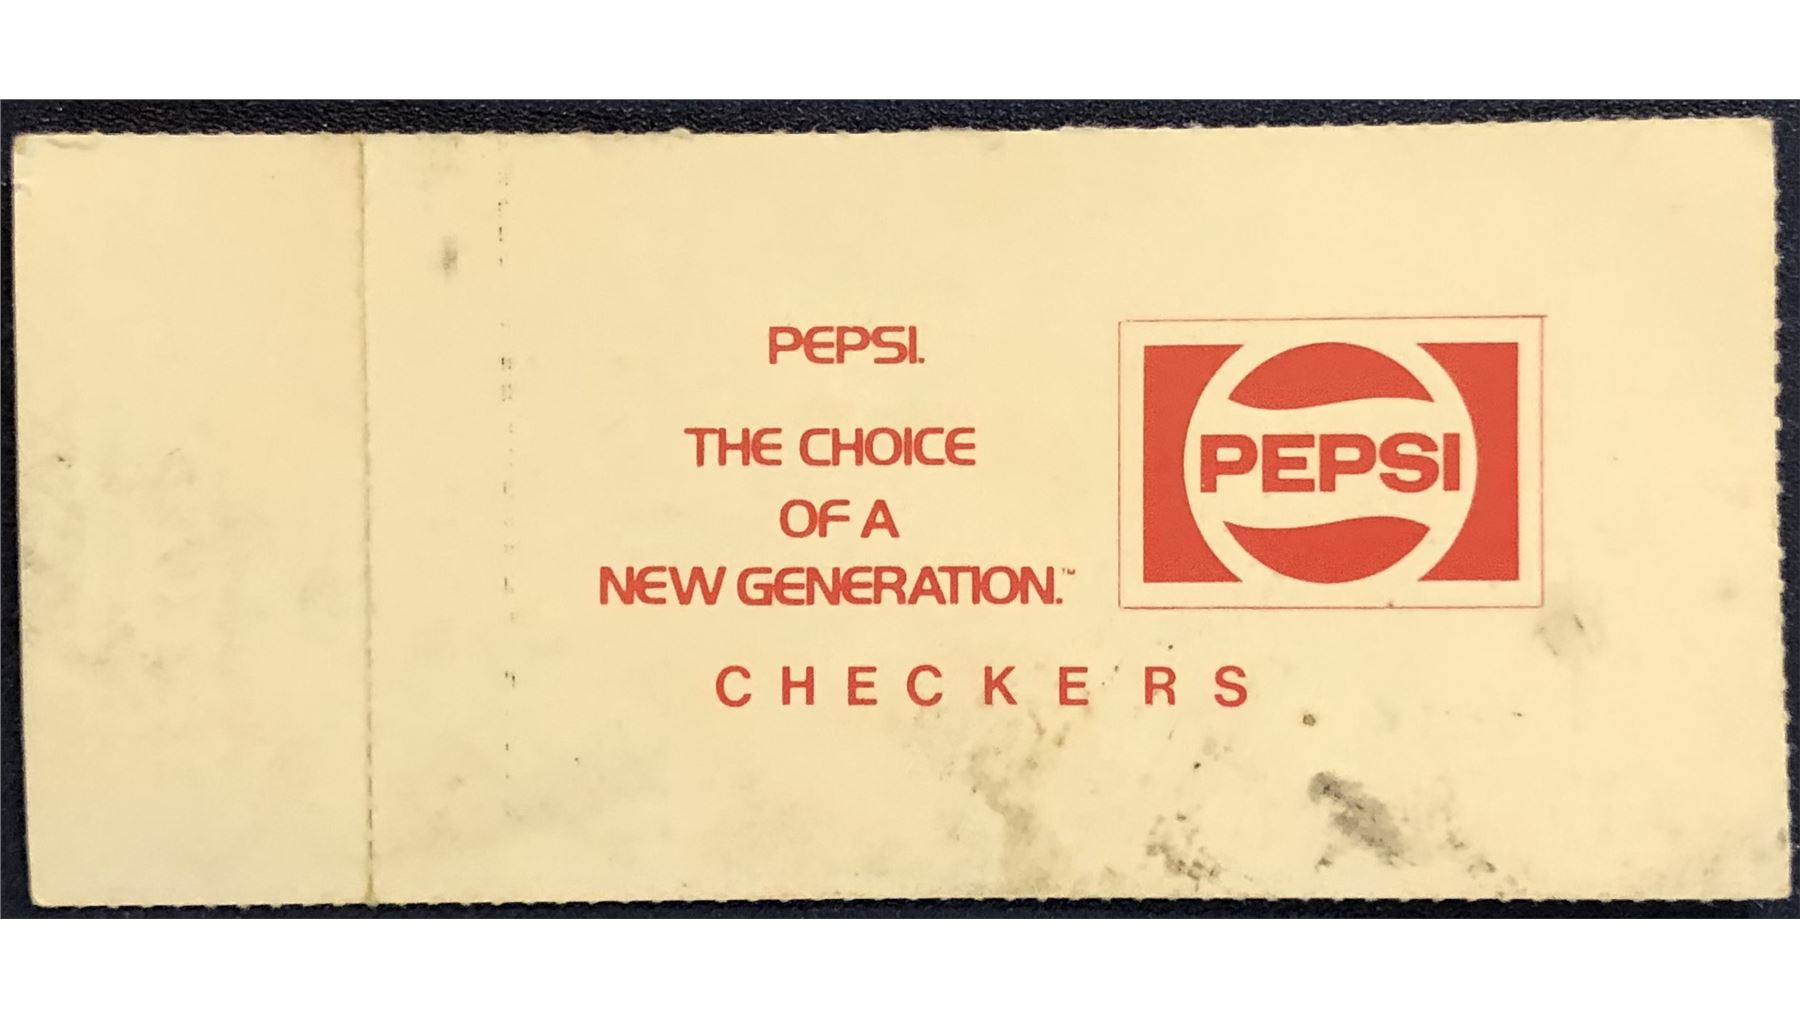 PEPSI.
THE CHOICE
OF A
NEW GENERATION.™
PEPSI
CHECKERS